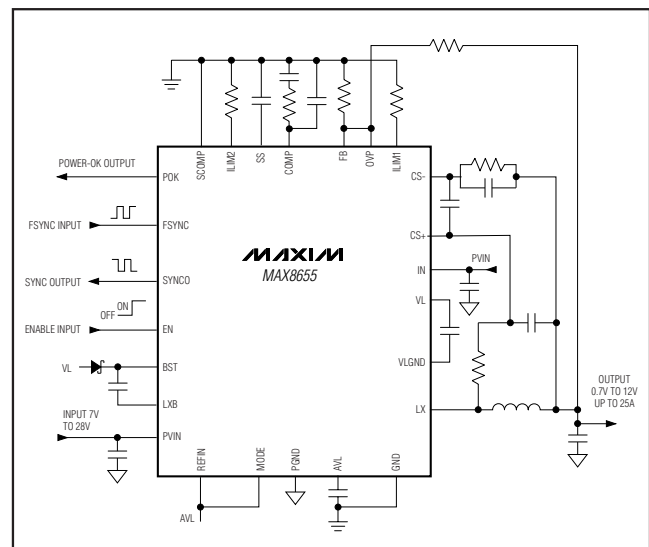 SCOMP
ILIM2
SS
COMP
FB
OVP
ILIM1
POWER-OK OUTPUT
POK
CS-
FSYNC INPUT
FSYNC
CS+
MAXIM
MAX8655
IN
PVIN
SYNC OUTPUT
SYNCO
VL
ON
OFF
ENABLE INPUT
EN
VLGND
VL
BST
OUTPUT
0.7V TO 12V
UP TO 25A
LXB
LX
INPUT 7V
TO 28V
PVIN
REFIN
MODE
PGND
AVL
GND
AVL